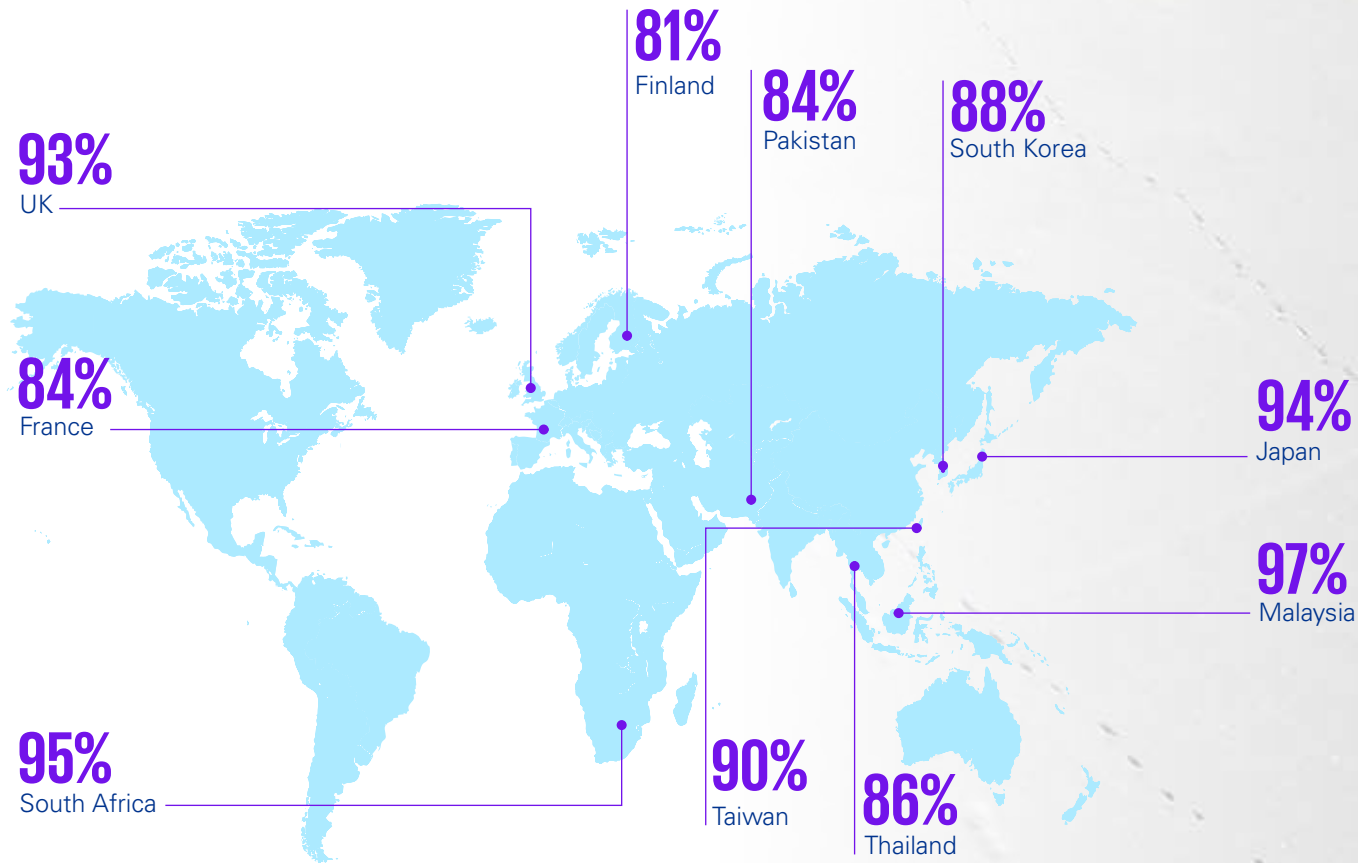 81%
Finland
84%
Pakistan
88%
South Korea
93%
UK
84%
France
94%
Japan
97%
Malaysia
95%
South Africa
90%
Taiwan
86%
Thailand